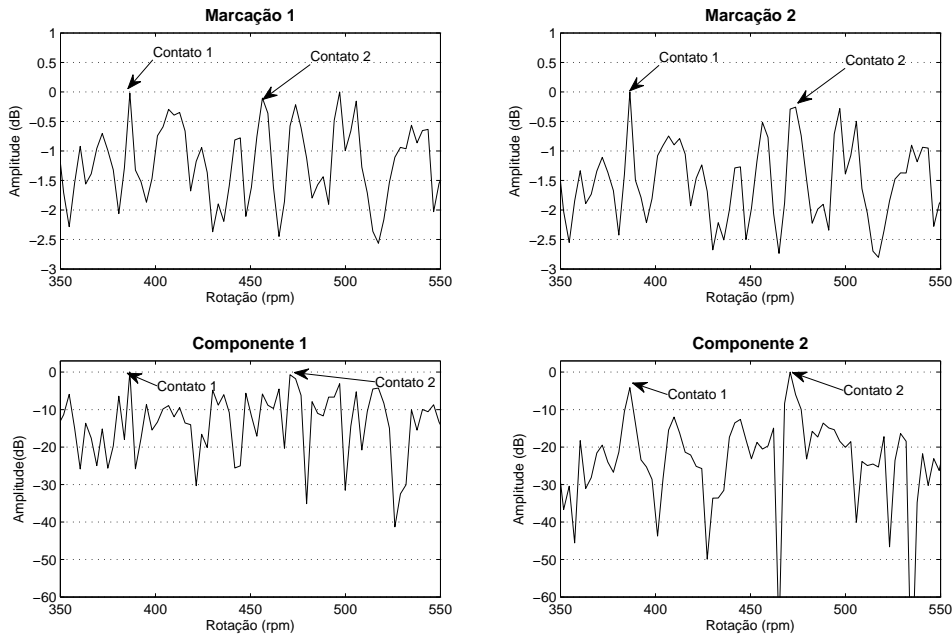 Marcação 1
1
0.5
0
−0.5
−1
−1.5
−2
−2.5
−3
Amplitude (dB)
Contato 1
Contato 2
350
400
450
500
550
Rotação (rpm)
Marcação 2
1
0.5
0
−0.5
−1
−1.5
−2
−2.5
−3
Amplitude (dB)
Contato 1
Contato 2
350
400
450
500
550
Rotação (rpm)
Componente 1
0
−10
−20
−30
−40
−50
−60
Amplitude(dB)
Contato 1
Contato 2
350
400
450
500
550
Rotação (rpm)
Componente 2
0
−10
−20
−30
−40
−50
−60
Amplitude (dB)
Contato 1
Contato 2
350
400
450
500
550
Rotação (rpm)